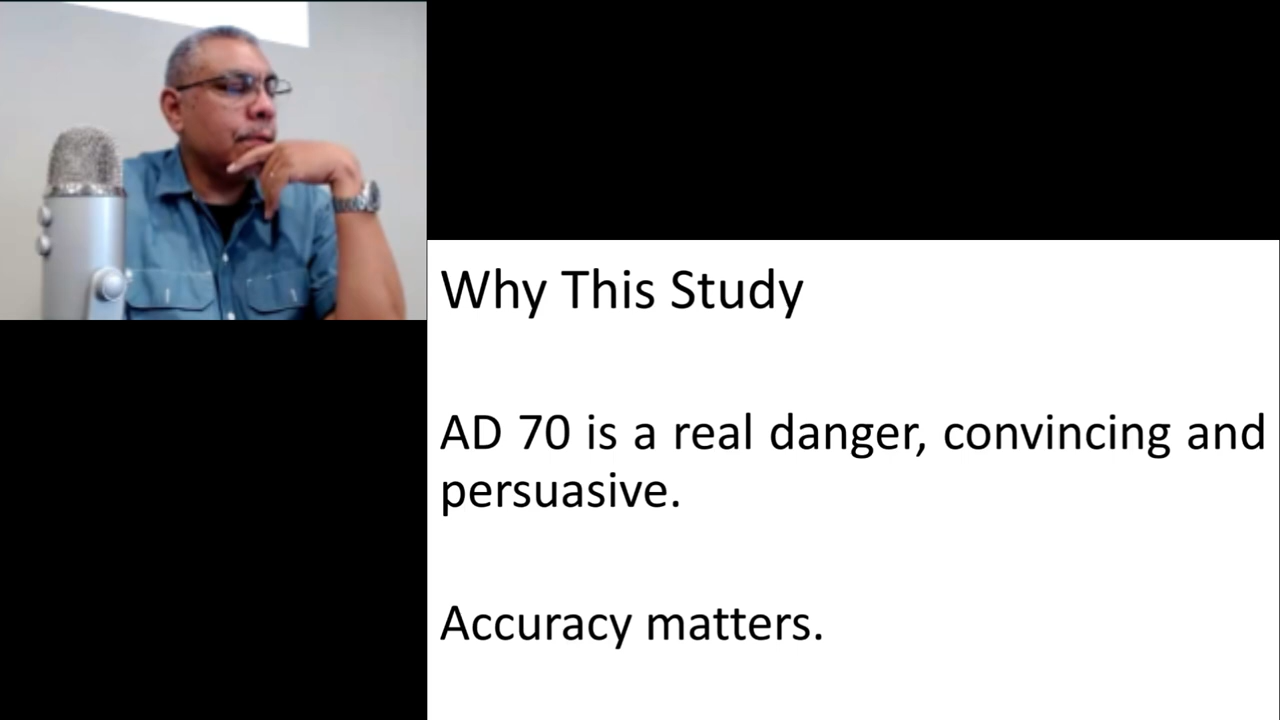 Why This Study
AD 70 is a real danger, convincing and
persuasive.
Accuracy matters.